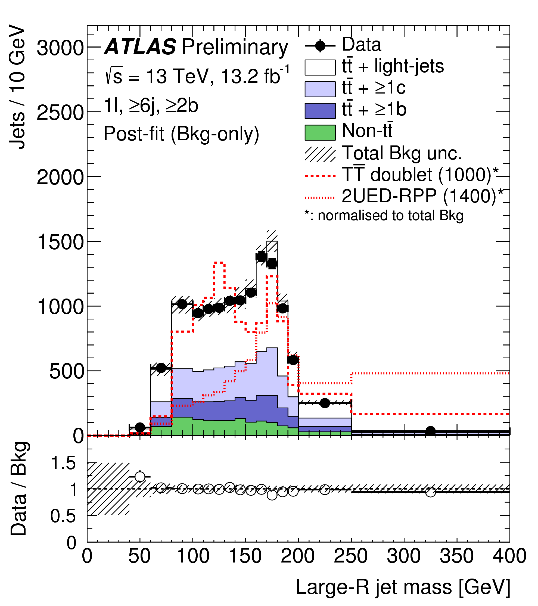 ATLAS Preliminary
√s = 13 TeV, 13.2 fb⁻¹
1l, ≥6j, ≥2b
Post-fit (Bkg-only)
Data
tt̄ + light-jets
tt̄ + ≥1c
tt̄ + ≥1b
Non-tt̄
Total Bkg unc.
TT̄ doublet (1000)*
2UED-RPP (1400)*
*: normalised to total Bkg
Jets / 10 GeV
3000
2500
2000
1500
1000
500
0
Data / Bkg
1.5
1
0.5
0
0 50 100 150 200 250 300 350 400
Large-R jet mass [GeV]